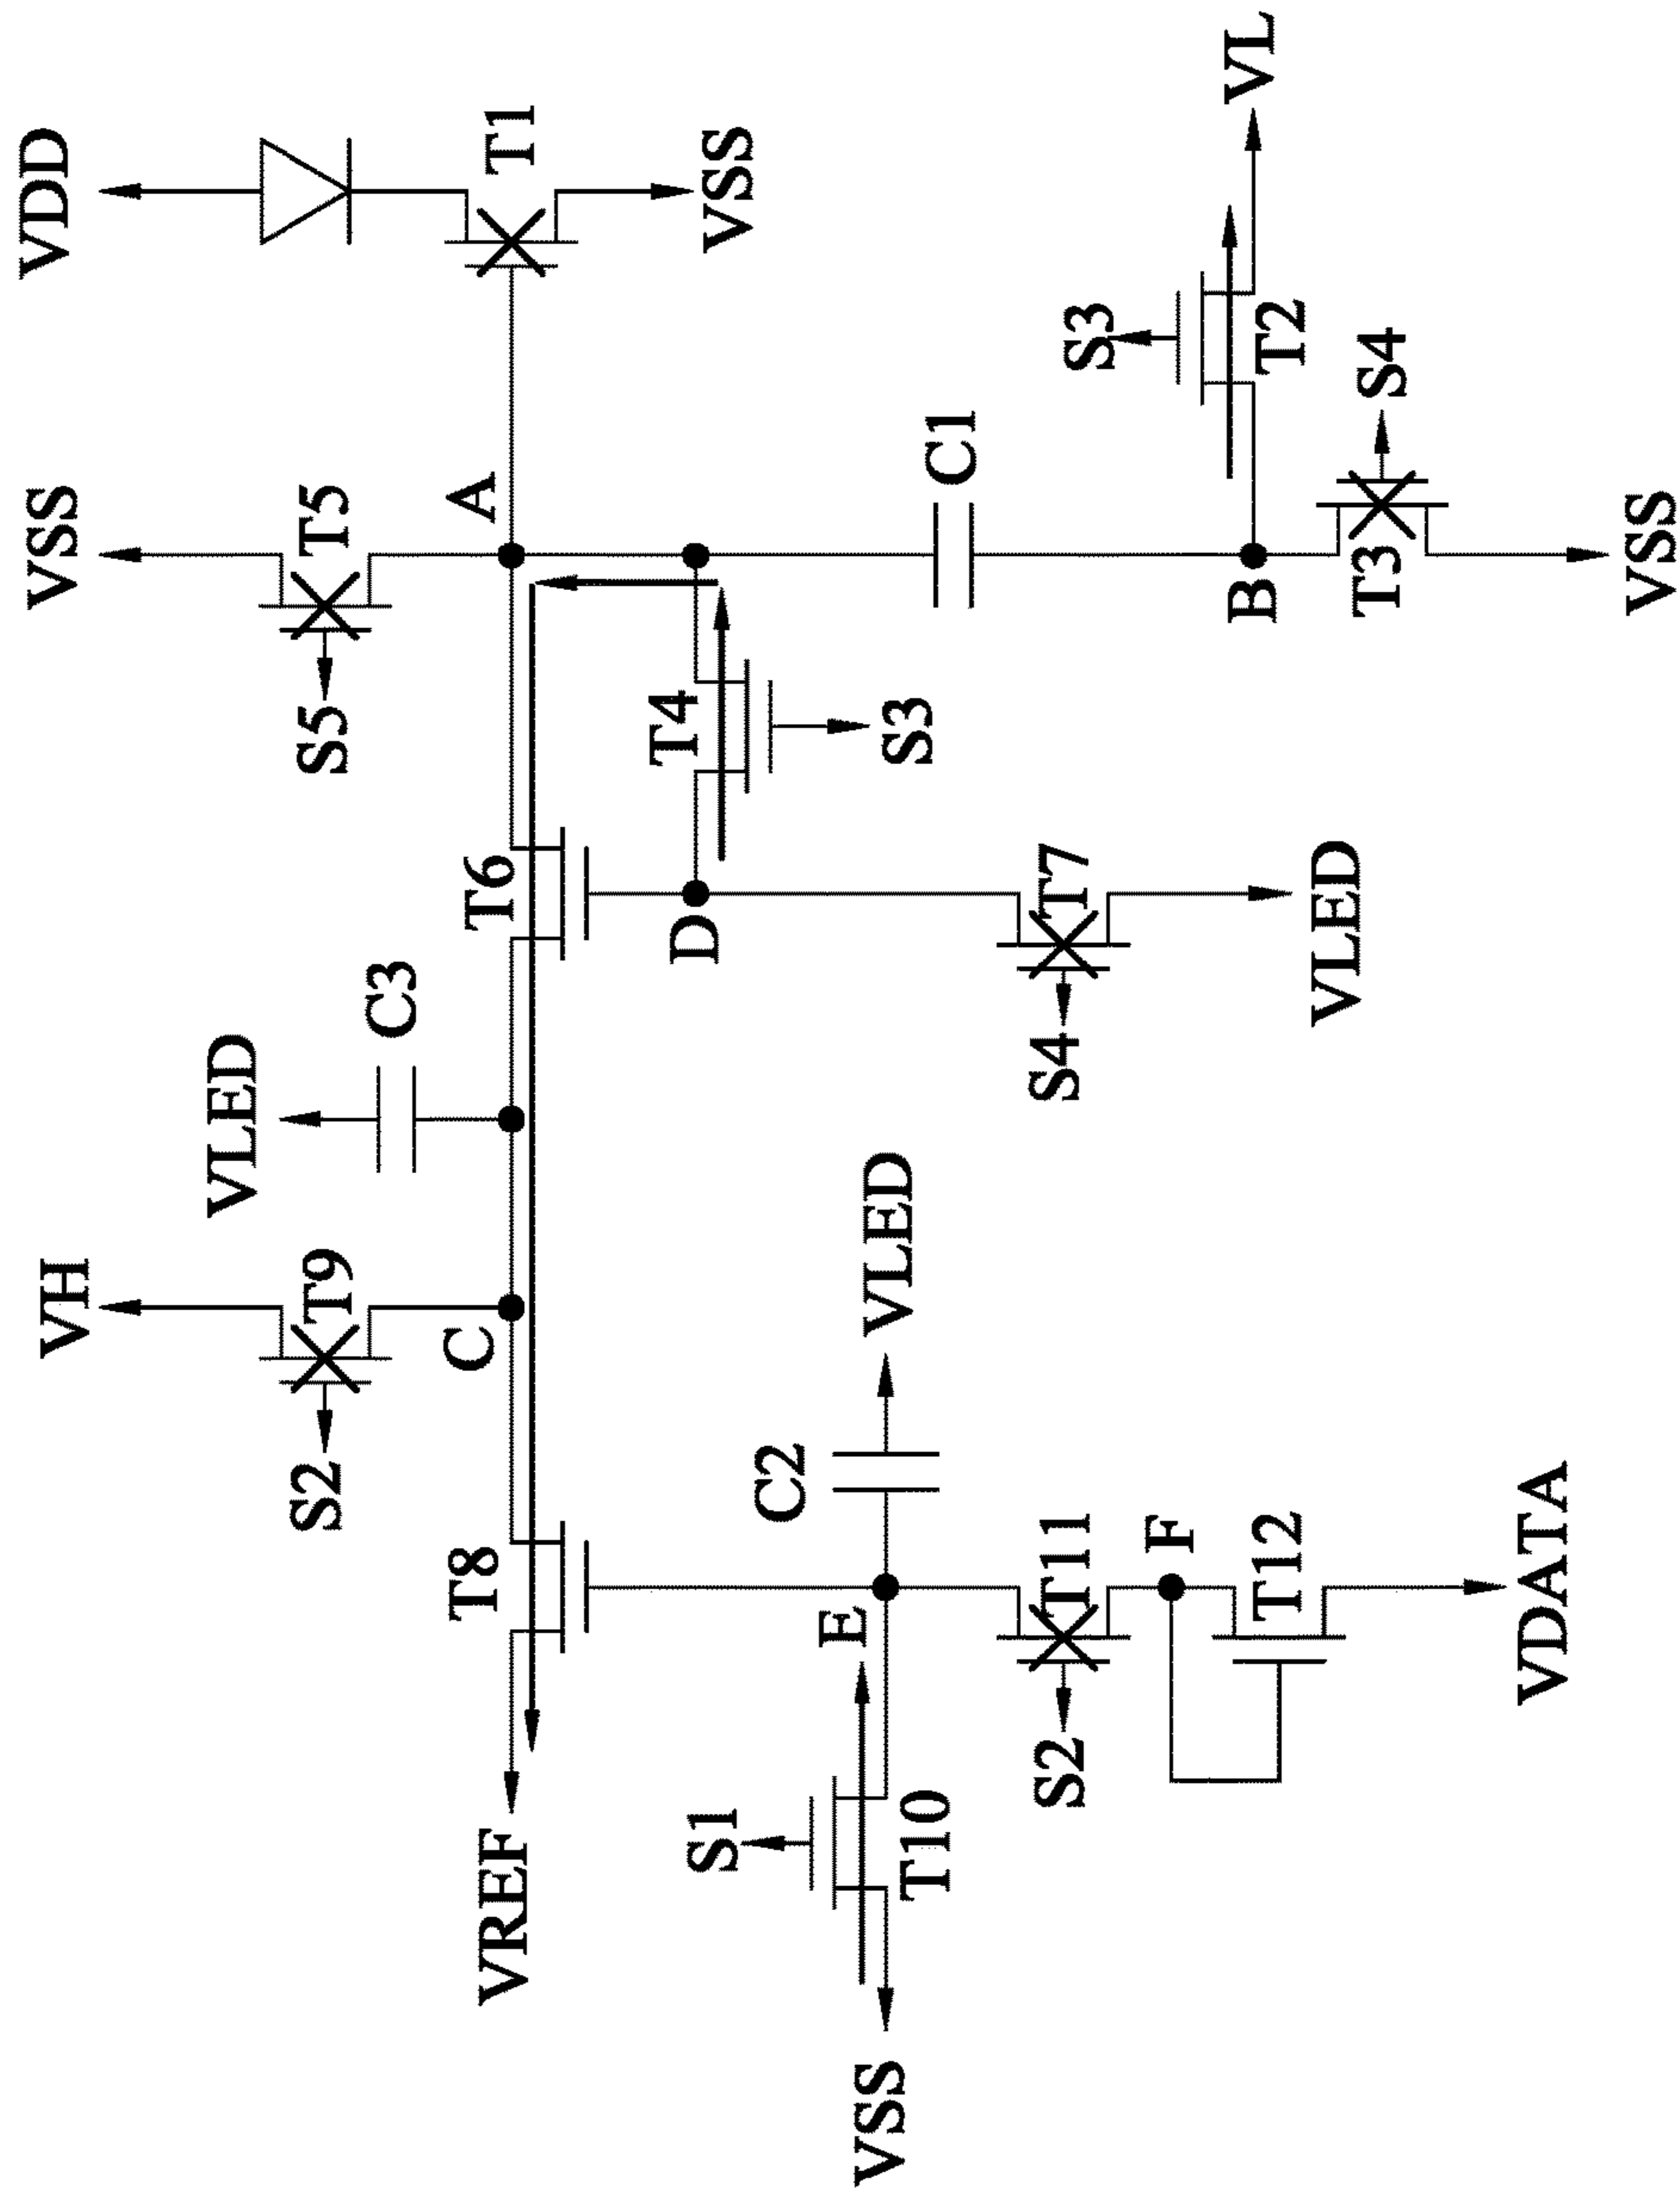 VDD
T1
VSS
VL
S3
T2
S4
VSS
T5
A
C1
S5
B
T3
VSS
T4
S3
T6
D
T7
VLED
C3
S4
VLED
VH
T9
C
VLED
S2
C2
T8
E
T11
F
T12
VDATA
S2
S1
T10
VREF
VSS